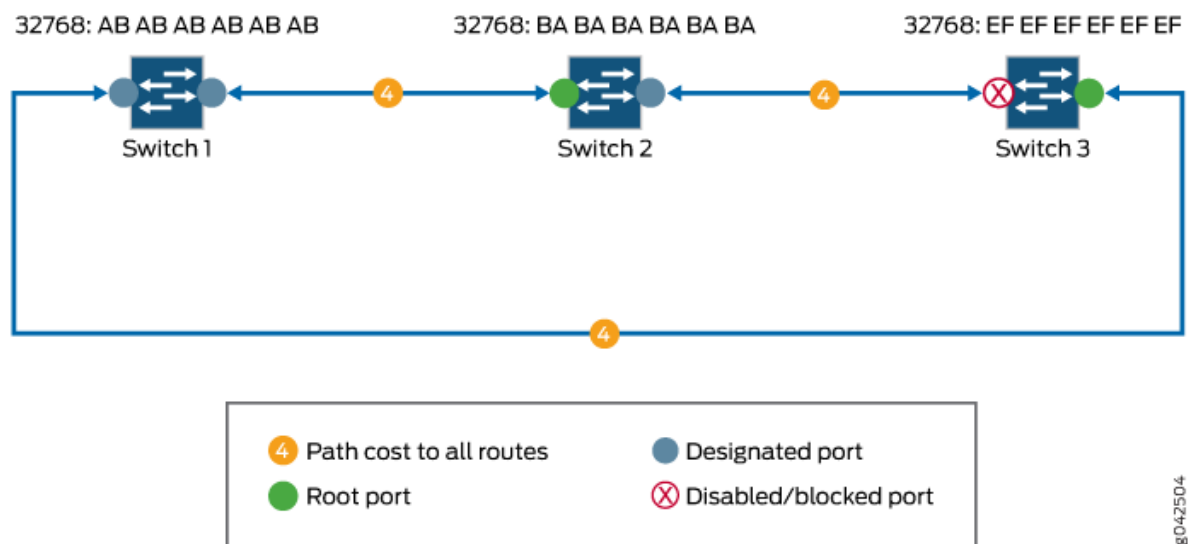 32768: AB AB AB AB AB AB
32768: BA BA BA BA BA BA
32768: EF EF EF EF EF EF
4
4
X
Switch 1
Switch 2
Switch 3
4
4 Path cost to all routes
Designated port
Root port
X Disabled/blocked port
g042504